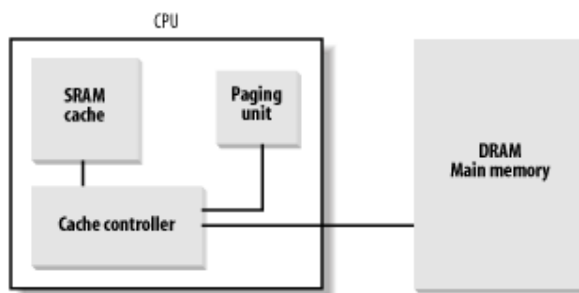 CPU
SRAM
cache
Paging
unit
DRAM
Main memory
Cache controller